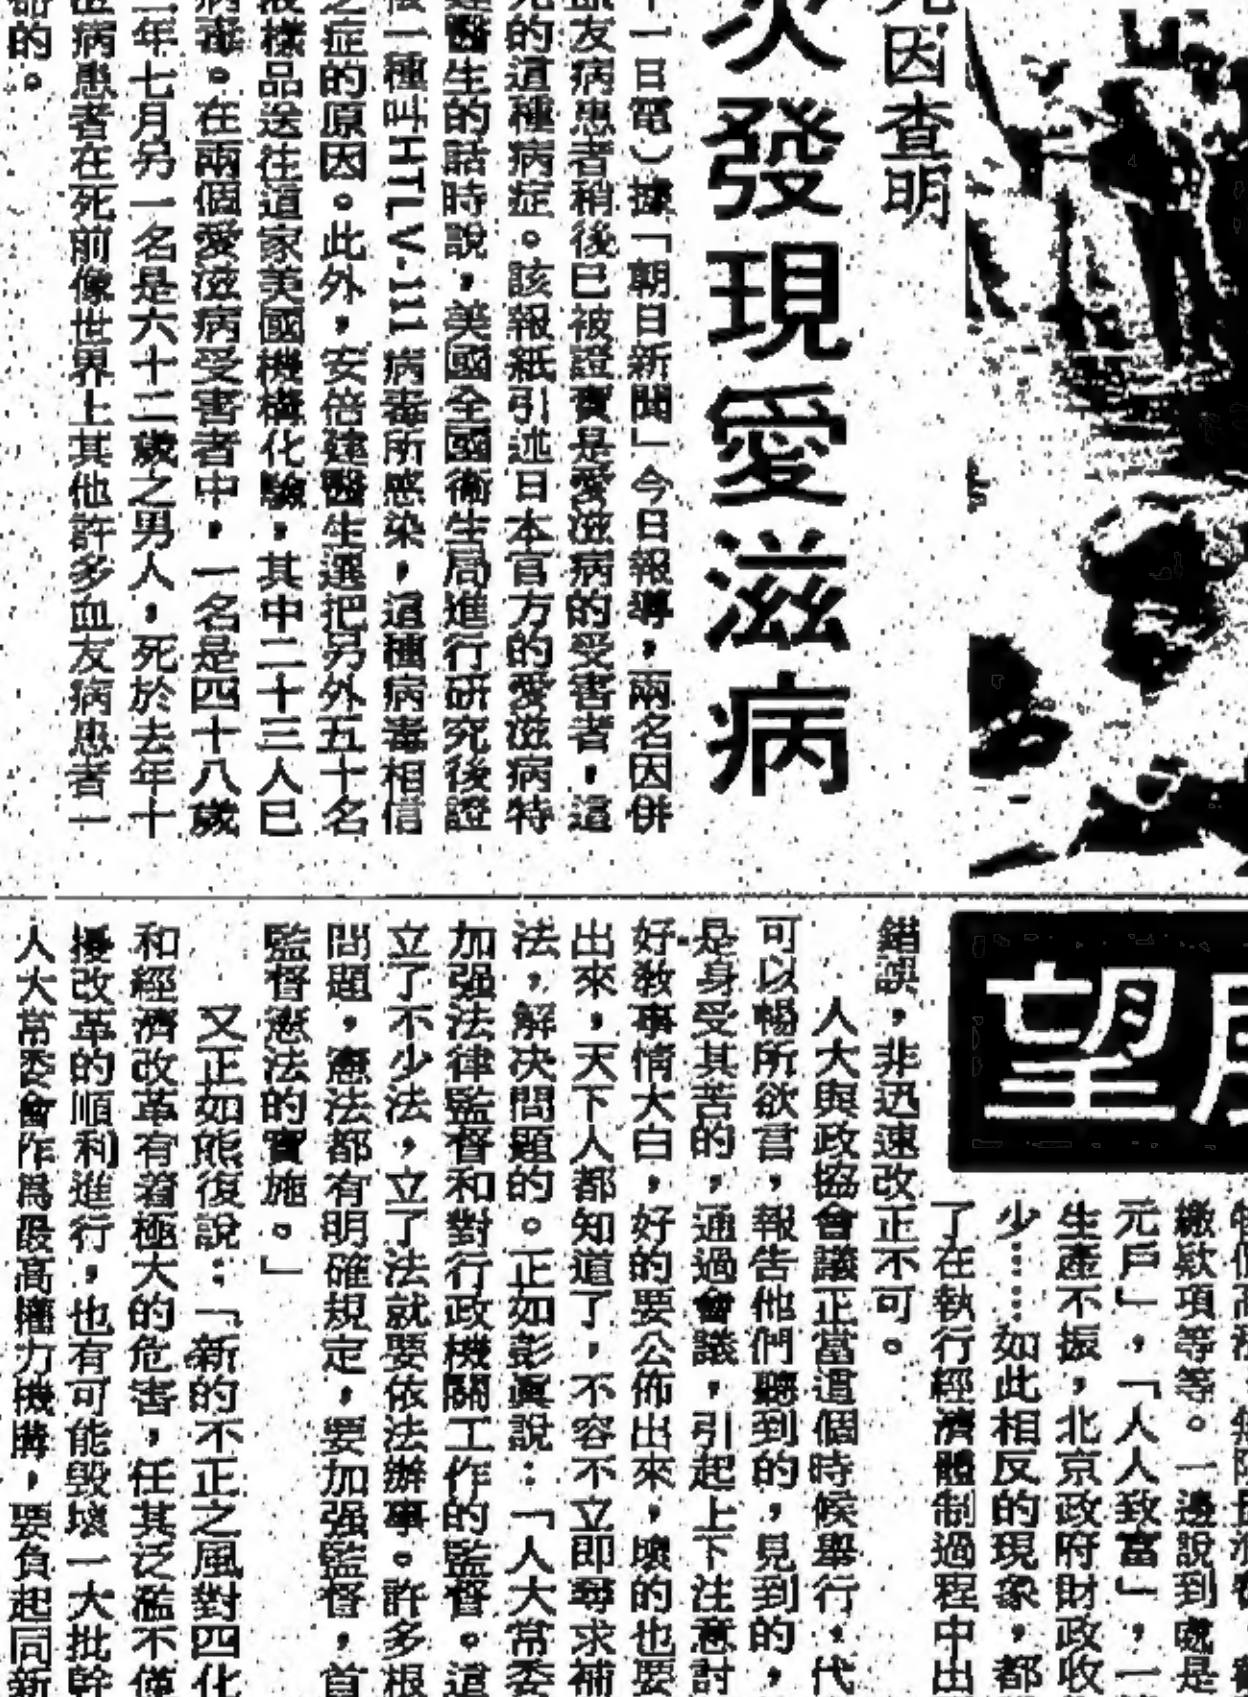 因查明
發現愛滋病
十一日電）據「朝日新聞」今日報導，兩名因併
血友病患者稍後已被證實是愛滋病的受害者，這
的這種病症。該報紙引述日本官方的愛滋病特
醫生的話時說，美國全國衞生局進行研究後證
一種叫HTLV-111病毒所感染，這種病毒相信
之症的原因。此外，安倍建醫生還把另外五十名
液樣品送往這家美國機構化驗，其中二十三人已
病毒。在兩個愛滋病受害者中，一名是四十八歲
年七月另一名是六十二歲之男人，死於去年十
病患者在死前像世界上其他許多血友病患者一
的。
望
繳款項等等。一邊說到處是
元戶」，「人人致富」，一
生產不振，北京政府財政收
少……如此相反的現象，都
了在執行經濟體制過程中出
錯誤，非迅速改正不可。
人大與政協會議正當這個時候舉行，代
可以暢所欲言，報告他們聽到的，見到的，
是身受其苦的，通過會議，引起上下注意討
好教事情大白，好的要公佈出來，壞的也要
出來，天下人都知道了，不容不立即尋求補
法，解决問題的。正如彭眞說：「人大常委
加强法律監督和對行政機關工作的監督。這
立了不少法，立了法就要依法辦事。許多根
問題，憲法都有明確規定，要加强監督，首
監督憲法的實施。」
又正如熊復說：「新的不正之風對四化
和經濟改革有着極大的危害，任其泛濫不僅
擾改革的順利進行，也有可能毀壞一大批幹
人大常委會作爲最高權力機構，要負起同新